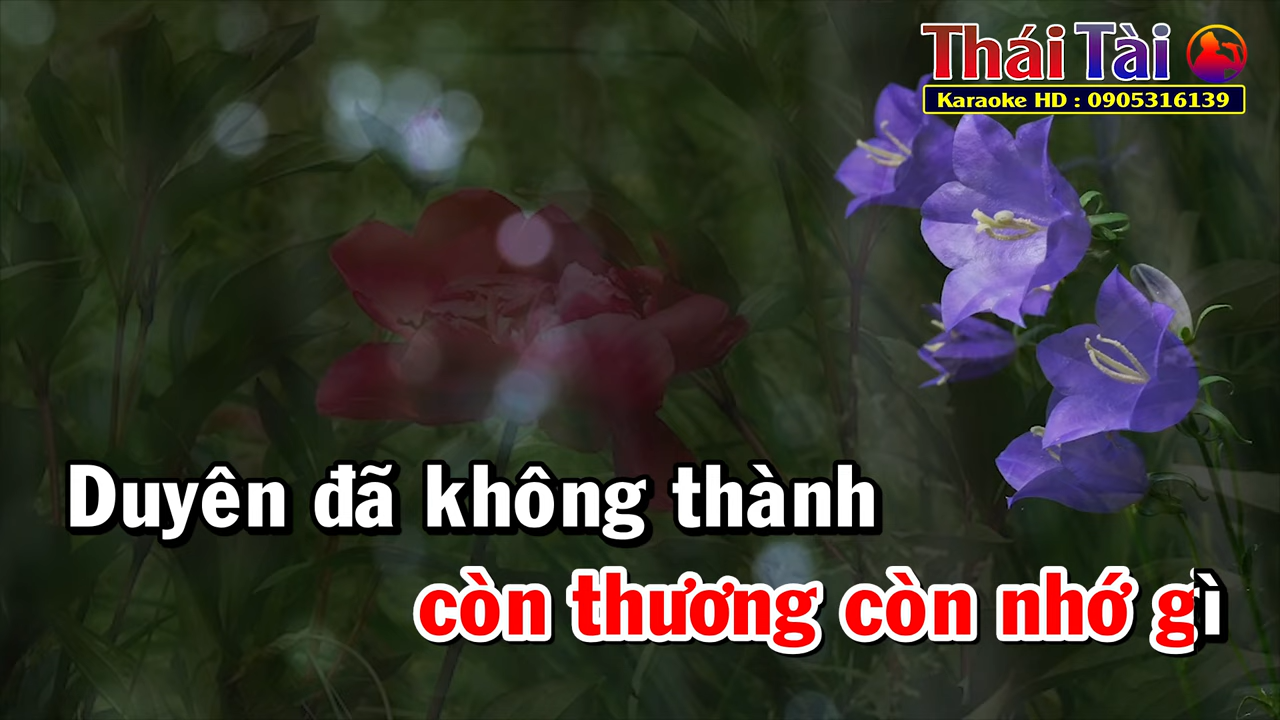 Thái Tài
Karaoke HD : 0905316139
Duyên đã không thành
còn thương còn nhớ gì